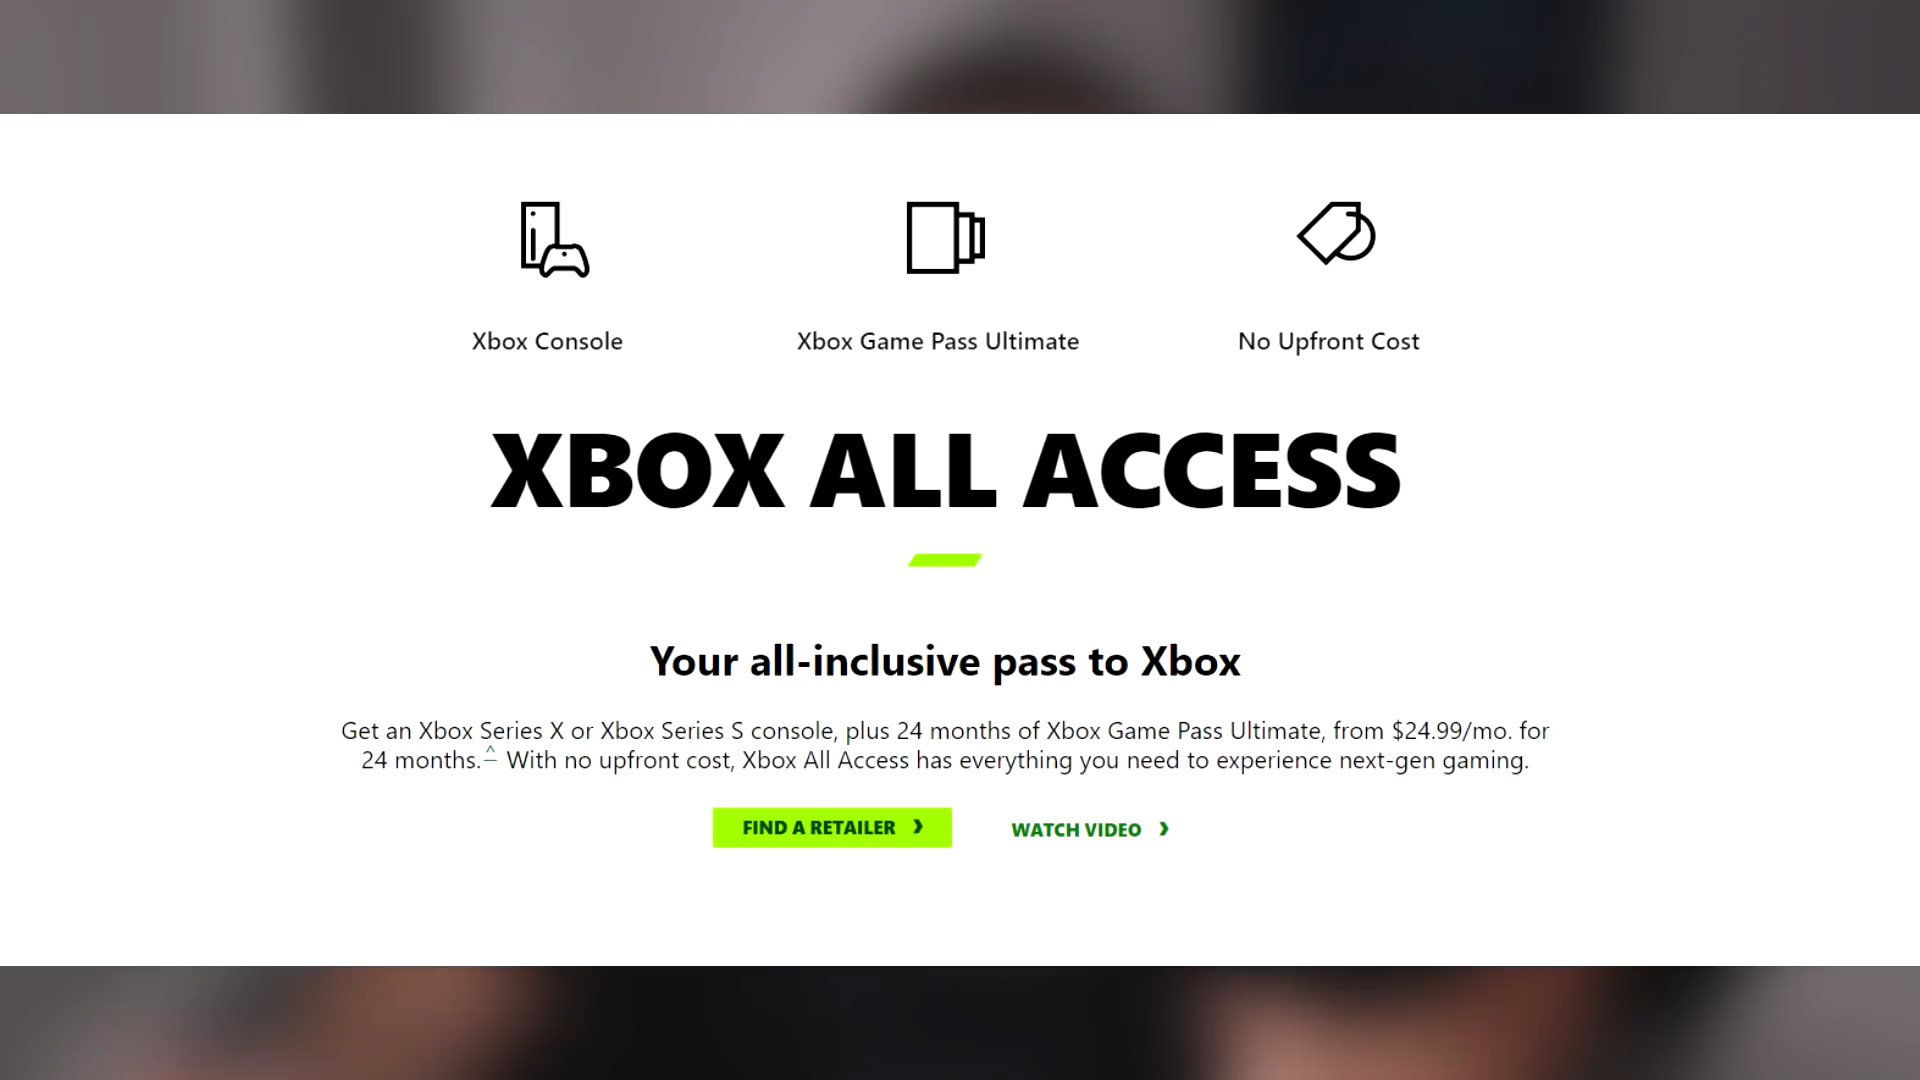 Xbox Console
Xbox Game Pass Ultimate
No Upfront Cost
XBOX ALL ACCESS
Your all-inclusive pass to Xbox
Get an Xbox Series X or Xbox Series S console, plus 24 months of Xbox Game Pass Ultimate, from $24.99/mo. for
24 months.^ With no upfront cost, Xbox All Access has everything you need to experience next-gen gaming.
FIND A RETAILER ›
WATCH VIDEO ›